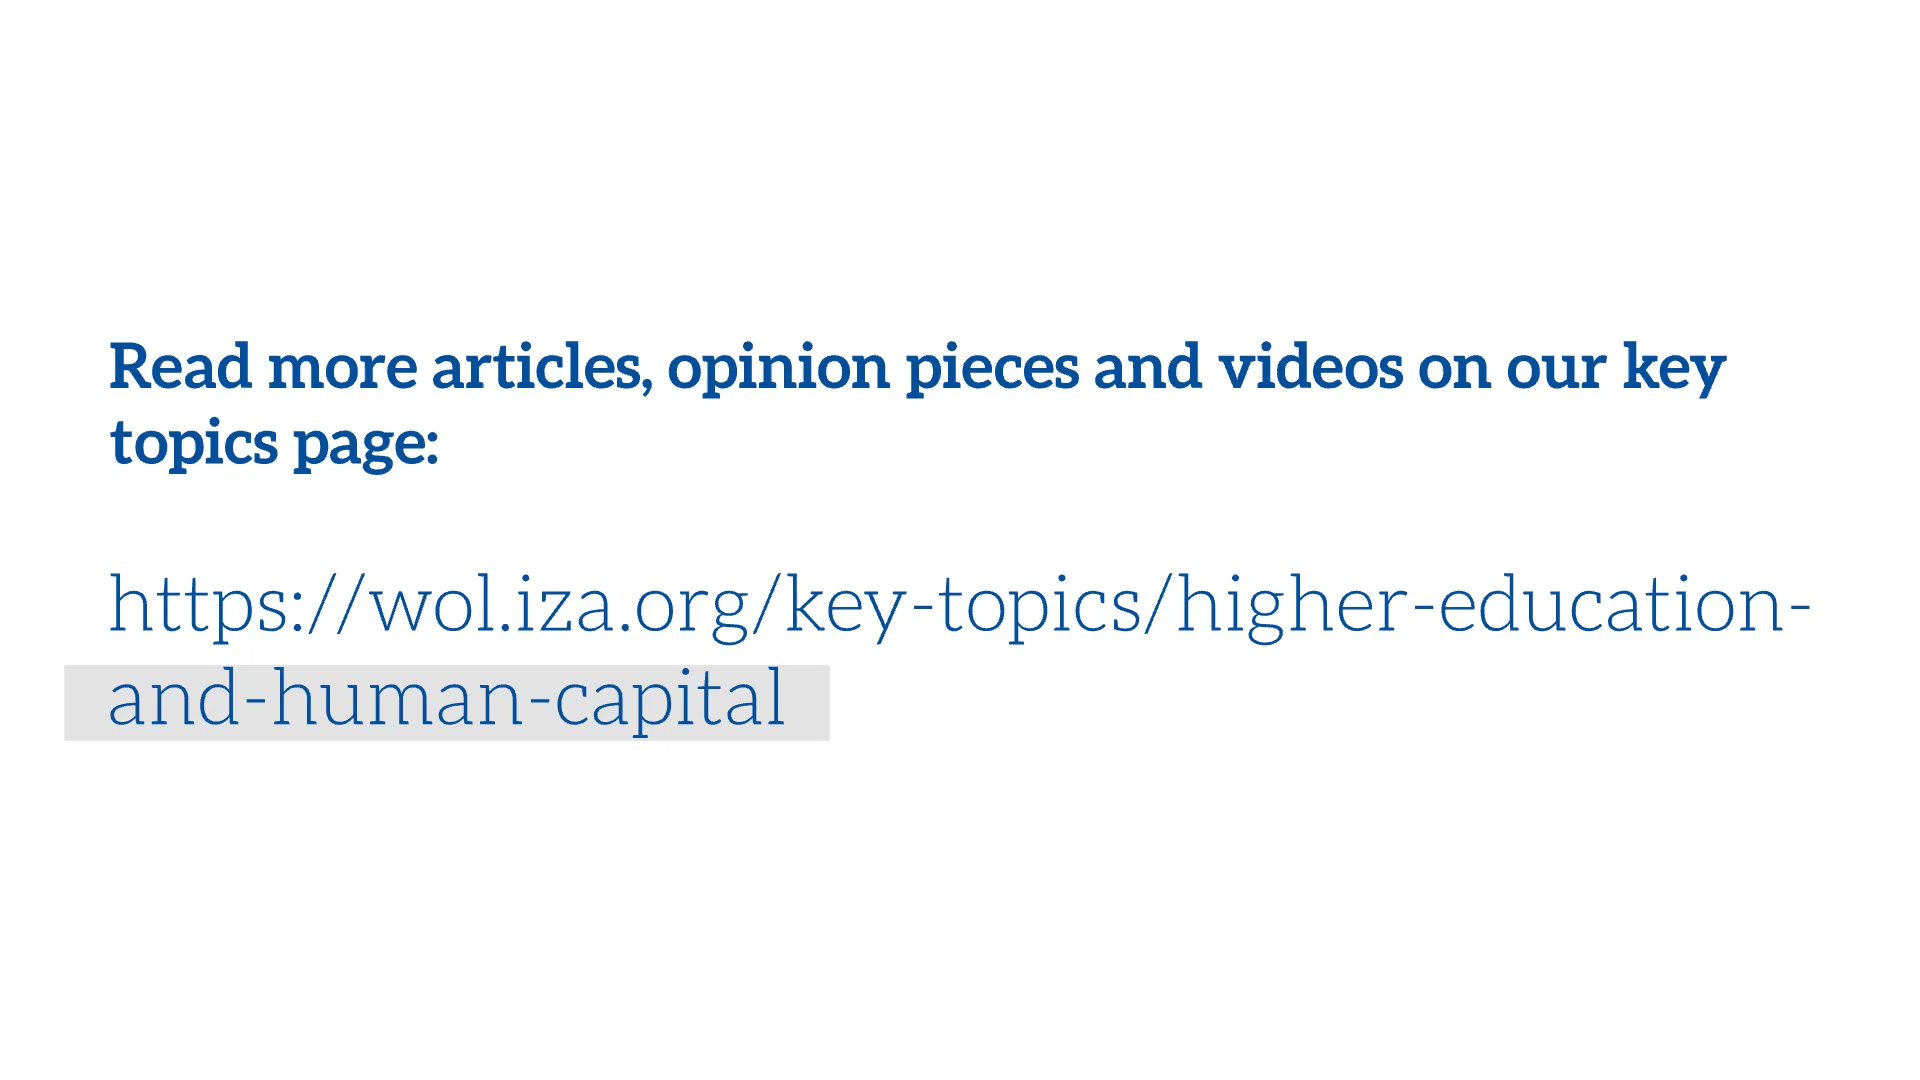 Read more articles, opinion pieces and videos on our key
topics page:
https://wol.iza.org/key-topics/higher-education-
and-human-capital